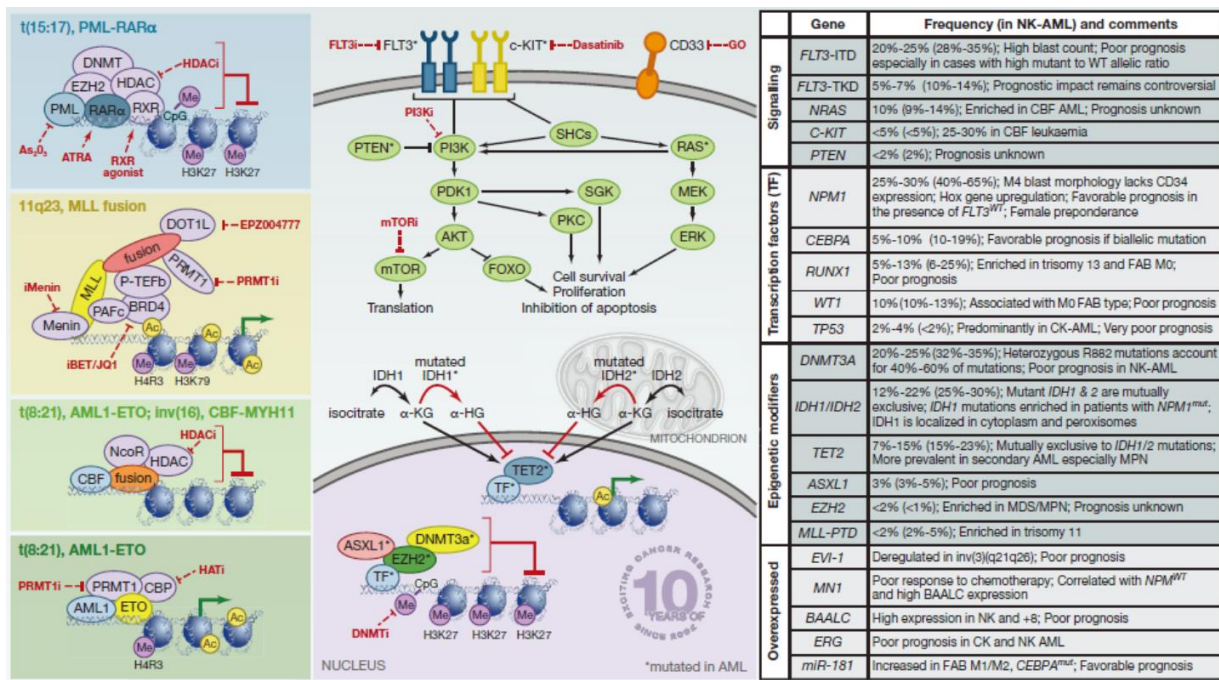 t(15:17), PML-RARα
DNMT
EZH2
HDAC
HDACi
PML
RARα
RXR
CpG
Me
As₂0₃
ATRA
RXR
agonist
Me
Me
H3K27
H3K27
11q23, MLL fusion
DOT1L
EPZ004777
fusion
PRMT1
PRMT1i
MLL
P-TEFb
iMenin
PAFc
BRD4
Menin
Ac
Ac
Ac
iBET/JQ1
Me
Me
H4R3
H3K79
t(8:21), AML1-ETO; inv(16), CBF-MYH11
HDACi
NcoR
HDAC
CBF
fusion
t(8:21), AML1-ETO
HATi
PRMT1i
PRMT1
CBP
AML1
ETO
Ac
Ac
Me
H4R3
FLT3i
FLT3*
c-KIT*
Dasatinib
CD33
GO
PI3Ki
SHCs
PTEN*
PI3K
RAS*
PDK1
SGK
MEK
mTORi
PKC
AKT
ERK
mTOR
FOXO
Translation
Cell survival
Proliferation
Inhibition of apoptosis
mutated
IDH1*
IDH1
mutated
IDH2*
IDH2
isocitrate
α-KG
α-HG
α-HG
α-KG
isocitrate
MITOCHONDRION
TET2*
TF*
Ac
ASXL1*
DNMT3a*
EZH2*
TF*
CpG
Me
DNMTi
Me
Me
Me
H3K27
H3K27
H3K27
10
YEARS OF
EXCITING CANCER RESEARCH
SINCE 2002
NUCLEUS
*mutated in AML
Gene
Frequency (in NK-AML) and comments
Signalling
FLT3-ITD
20%-25% (28%-35%); High blast count; Poor prognosis
especially in cases with high mutant to WT allelic ratio
FLT3-TKD
5%-7% (10%-14%); Prognostic impact remains controversial
NRAS
10% (9%-14%); Enriched in CBF AML; Prognosis unknown
C-KIT
<5% (<5%); 25-30% in CBF leukaemia
PTEN
<2% (2%); Prognosis unknown
Transcription factors (TF)
NPM1
25%-30% (40%-65%); M4 blast morphology lacks CD34
expression; Hox gene upregulation; Favorable prognosis in
the presence of FLT3WT; Female preponderance
CEBPA
5%-10% (10-19%); Favorable prognosis if biallelic mutation
RUNX1
5%-13% (6-25%); Enriched in trisomy 13 and FAB M0;
Poor prognosis
WT1
10%(10%-13%); Associated with M0 FAB type; Poor prognosis
TP53
2%-4% (<2%); Predominantly in CK-AML; Very poor prognosis
Epigenetic modifiers
DNMT3A
20%-25% (32%-35%); Heterozygous R882 mutations account
for 40%-60% of mutations; Poor prognosis in NK-AML
IDH1/IDH2
12%-22% (25%-30%); Mutant IDH1 & 2 are mutually
exclusive; IDH1 mutations enriched in patients with NPM1mut;
IDH1 is localized in cytoplasm and peroxisomes
TET2
7%-15% (15%-23%); Mutually exclusive to IDH1/2 mutations;
More prevalent in secondary AML especially MPN
ASXL1
3% (3%-5%); Poor prognosis
EZH2
<2% (<1%); Enriched in MDS/MPN; Prognosis unknown
MLL-PTD
<2% (2%-5%); Enriched in trisomy 11
Overexpressed
EVI-1
Deregulated in inv(3)(q21q26); Poor prognosis
MN1
Poor response to chemotherapy; Correlated with NPMWT
and high BAALC expression
BAALC
High expression in NK and +8; Poor prognosis
ERG
Poor prognosis in CK and NK AML
miR-181
Increased in FAB M1/M2, CEBPAmut; Favorable prognosis